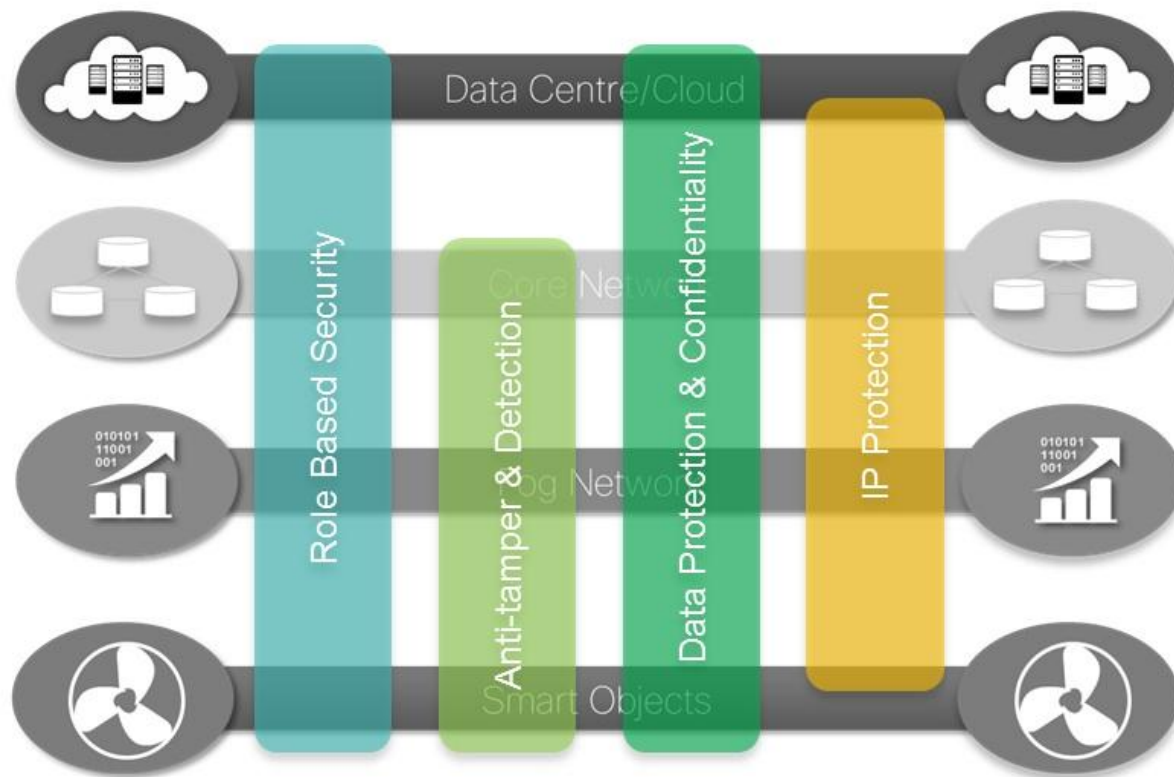 Data Centre/Cloud
Core Network
Fog Network
Smart Objects
Role Based Security
Anti-tamper & Detection
Data Protection & Confidentiality
IP Protection
010101
11001
001
010101
11001
001